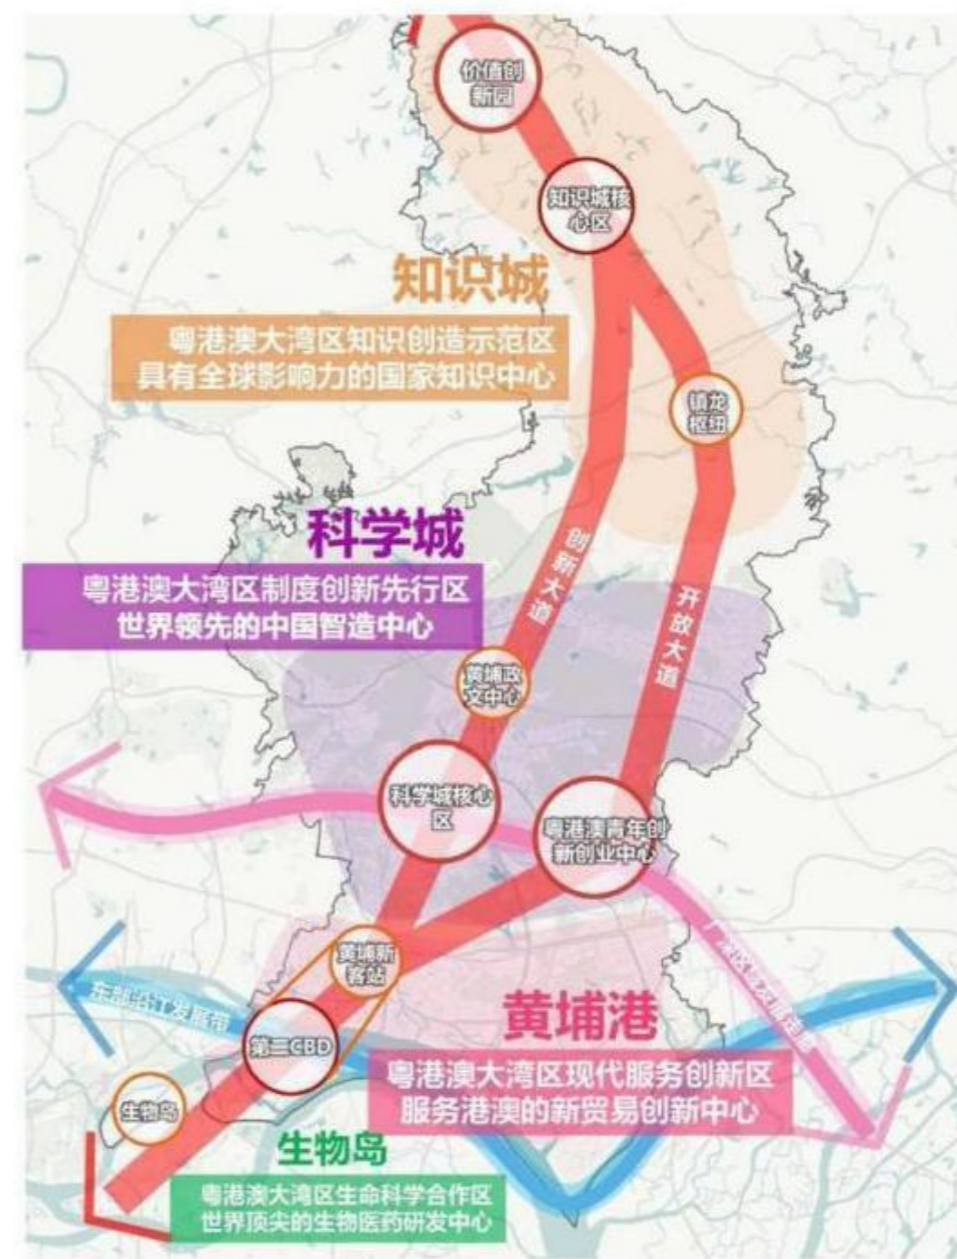 价值创
新园
知识城核
心区
知识城
粤港澳大湾区知识创造示范区
具有全球影响力的国家知识中心
镇龙
枢纽
科学城
粤港澳大湾区制度创新先行区
世界领先的中国智造中心
创新大道
开放大道
黄埔政
文中心
科学城核心
区
粤港澳青年创
新创业中心
黄埔新
客站
东部沿江发展带
第二CBD
黄埔港
粤港澳大湾区现代服务创新区
服务港澳的新贸易创新中心
生物岛
生物岛
粤港澳大湾区生命科学合作区
世界顶尖的生物医药研发中心